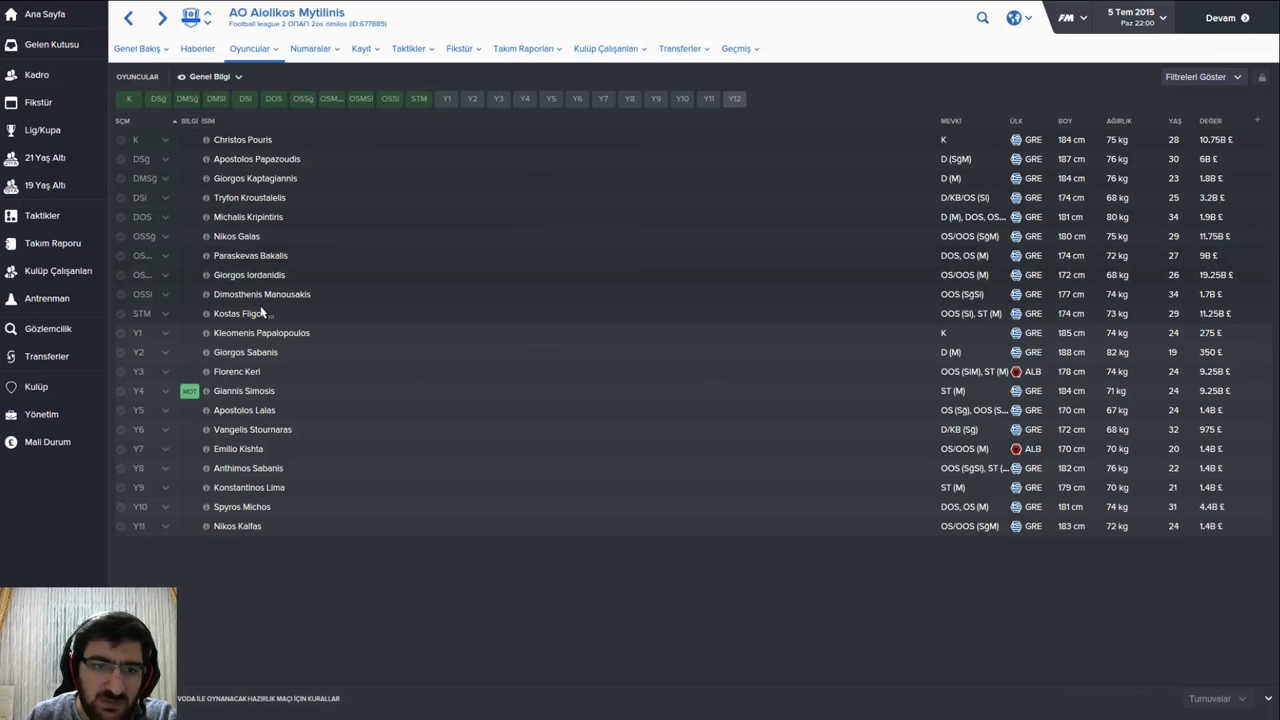 Ana Sayfa
Gelen Kutusu
Kadro
Fikstür
Lig/Kupa
21 Yaş Altı
19 Yaş Altı
Taktikler
Takım Raporu
Kulüp Çalışanları
Antrenman
Gözlemcilik
Transferler
Kulüp
Yönetim
Mali Durum
AO Aiolikos Mytilinis
Football league 2 ΟΠΑΠ 2os ómilos (ID:677885)
FM
5 Tem 2015
Paz 22:00
Devam
Genel Bakış Haberler Oyuncular Numaralar Kayıt Taktikler Fikstür Takım Raporları Kulüp Çalışanları Transferler Geçmiş
OYUNCULAR Genel Bilgi Filtreleri Göster
K DSğ DMSğ DMSl DSl DOS OSSğ OSM... OSMSl OSSl STM Y1 Y2 Y3 Y4 Y5 Y6 Y7 Y8 Y9 Y10 Y11 Y12
SÇM BİLGİ İSİM MEVKİ ÜLK BOY AĞIRLIK YAŞ DEĞER
K Christos Pouris K GRE 184 cm 75 kg 28 10.75B £
DSğ Apostolos Papazoudis D (SğM) GRE 187 cm 76 kg 30 6B £
DMSğ Giorgos Kaptagiannis D (M) GRE 184 cm 76 kg 23 1.8B £
DSl Tryfon Kroustalelis D/KB/OS (Sl) GRE 174 cm 68 kg 25 3.2B £
DOS Michalis Kripintiris D (M), DOS, OS... GRE 181 cm 80 kg 34 1.9B £
OSSğ Nikos Galas OS/OOS (SğM) GRE 180 cm 75 kg 29 11.75B £
OS... Paraskevas Bakalis DOS, OS (M) GRE 174 cm 72 kg 27 9B £
OS... Giorgos Iordanidis OS/OOS (M) GRE 172 cm 68 kg 26 19.25B £
OSSl Dimosthenis Manousakis OOS (SğSl) GRE 177 cm 74 kg 34 1.7B £
STM Kostas OOS (Sl), ST (M) GRE 174 cm 73 kg 29 11.25B £
Y1 Kleomenis Papalopoulos K GRE 185 cm 74 kg 24 275 £
Y2 Giorgos Sabanis D (M) GRE 188 cm 82 kg 19 350 £
Y3 Florenc Keri OOS (SlM), ST (M) ALB 178 cm 74 kg 24 9.25B £
Y4 MOT Giannis Simosis ST (M) GRE 184 cm 71 kg 24 9.25B £
Y5 Apostolos Lalas OS (Sğ), OOS (S... GRE 170 cm 67 kg 24 1.4B £
Y6 Vangelis Stournaras D/KB (Sğ) GRE 172 cm 68 kg 32 975 £
Y7 Emilio Kishta OS/OOS (M) ALB 170 cm 70 kg 20 1.4B £
Y8 Anthimos Sabanis OOS (SğSl), ST (... GRE 182 cm 76 kg 22 1.4B £
Y9 Konstantinos Lima ST (M) GRE 179 cm 70 kg 21 1.4B £
Y10 Spyros Michos DOS, OS (M) GRE 181 cm 74 kg 31 4.4B £
Y11 Nikos Kalfas OS/OOS (SğM) GRE 183 cm 72 kg 24 1.4B £
VODA İLE OYNANACAK HAZIRLIK MAÇI İÇİN KURALLAR
Turnuvalar